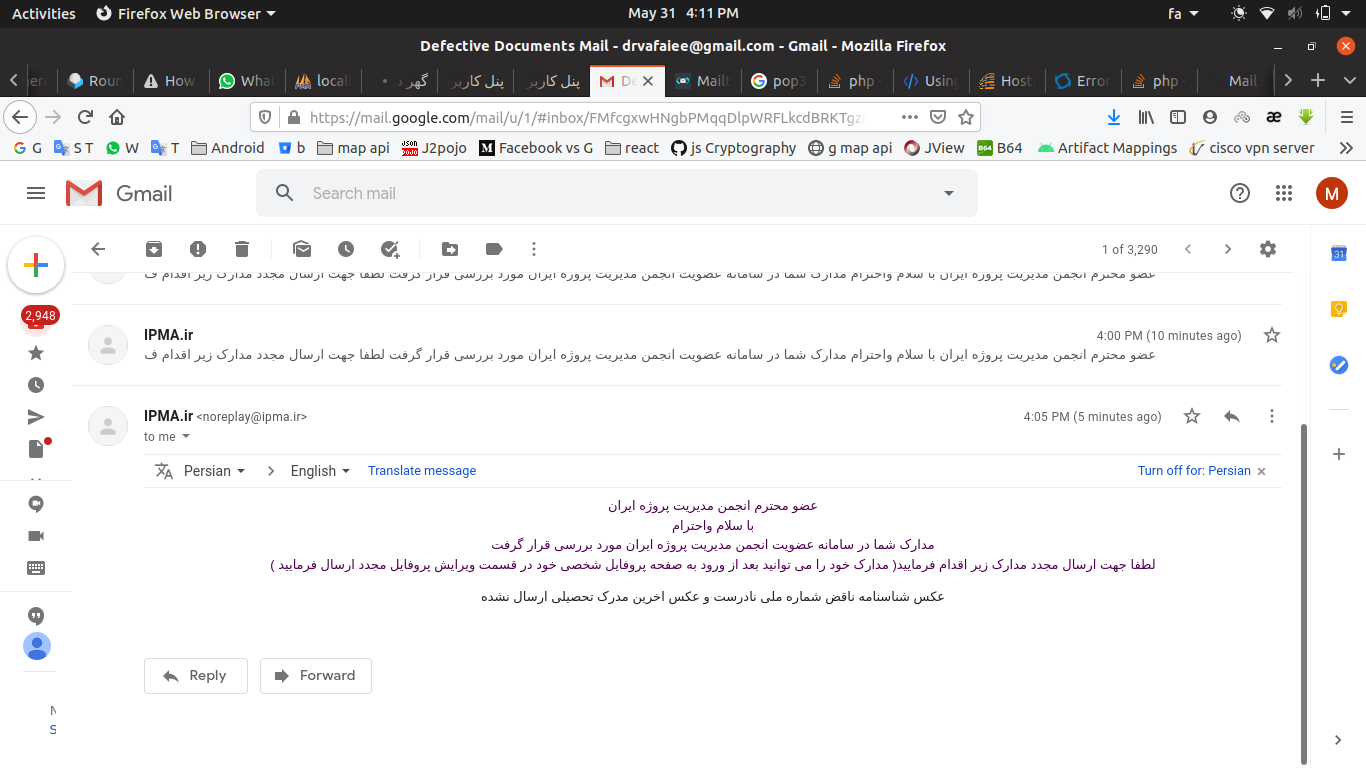 Activities
Firefox Web Browser
May 31 4:11 PM
fa
Defective Documents Mail - drvafaiee@gmail.com - Gmail - Mozilla Firefox
Roun
How
What
local
گهر د
پنل کاربر
پنل کاربر
De
Mailt
pop3
php -
Using
Host
Error
php -
Mail
https://mail.google.com/mail/u/1/#inbox/FMfcgxwHNgbPMqqDlpWRFLkcdBRKTgzr
G
S T
W
T
Android
b
map api
J2pojo
Facebook vs G
react
js Cryptography
g map api
JView
B64
Artifact Mappings
cisco vpn server
Gmail
Search mail
M
1 of 3,290
31
2,948
عضو محترم انجمن مدیریت پروژه ایران با سلام واحترام مدارک شما در سامانه عضویت انجمن مدیریت پروژه ایران مورد بررسی قرار گرفت لطفا جهت ارسال مجدد مدارک زیر اقدام ف
IPMA.ir
4:00 PM (10 minutes ago)
عضو محترم انجمن مدیریت پروژه ایران با سلام واحترام مدارک شما در سامانه عضویت انجمن مدیریت پروژه ایران مورد بررسی قرار گرفت لطفا جهت ارسال مجدد مدارک زیر اقدام ف
IPMA.ir <noreplay@ipma.ir>
4:05 PM (5 minutes ago)
to me
Persian
English
Translate message
Turn off for: Persian
عضو محترم انجمن مدیریت پروژه ایران
با سلام واحترام
مدارک شما در سامانه عضویت انجمن مدیریت پروژه ایران مورد بررسی قرار گرفت
لطفا جهت ارسال مجدد مدارک زیر اقدام فرمایید( مدارک خود را می توانید بعد از ورود به صفحه پروفایل شخصی خود در قسمت ویرایش پروفایل مجدد ارسال فرمایید )
عکس شناسنامه ناقض شماره ملی نادرست و عکس اخرین مدرک تحصیلی ارسال نشده
Reply
Forward